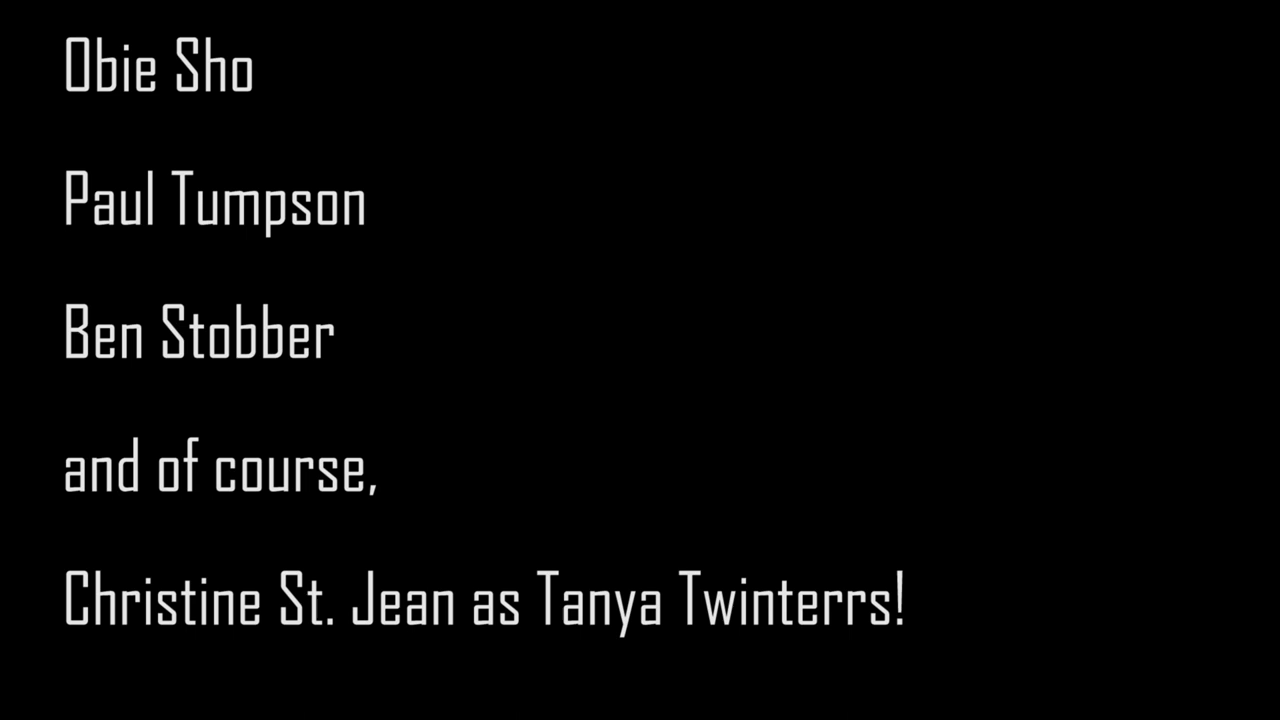 Obie Sho
Paul Tumpson
Ben Stobber
and of course,
Christine St. Jean as Tanya Twinterrs!